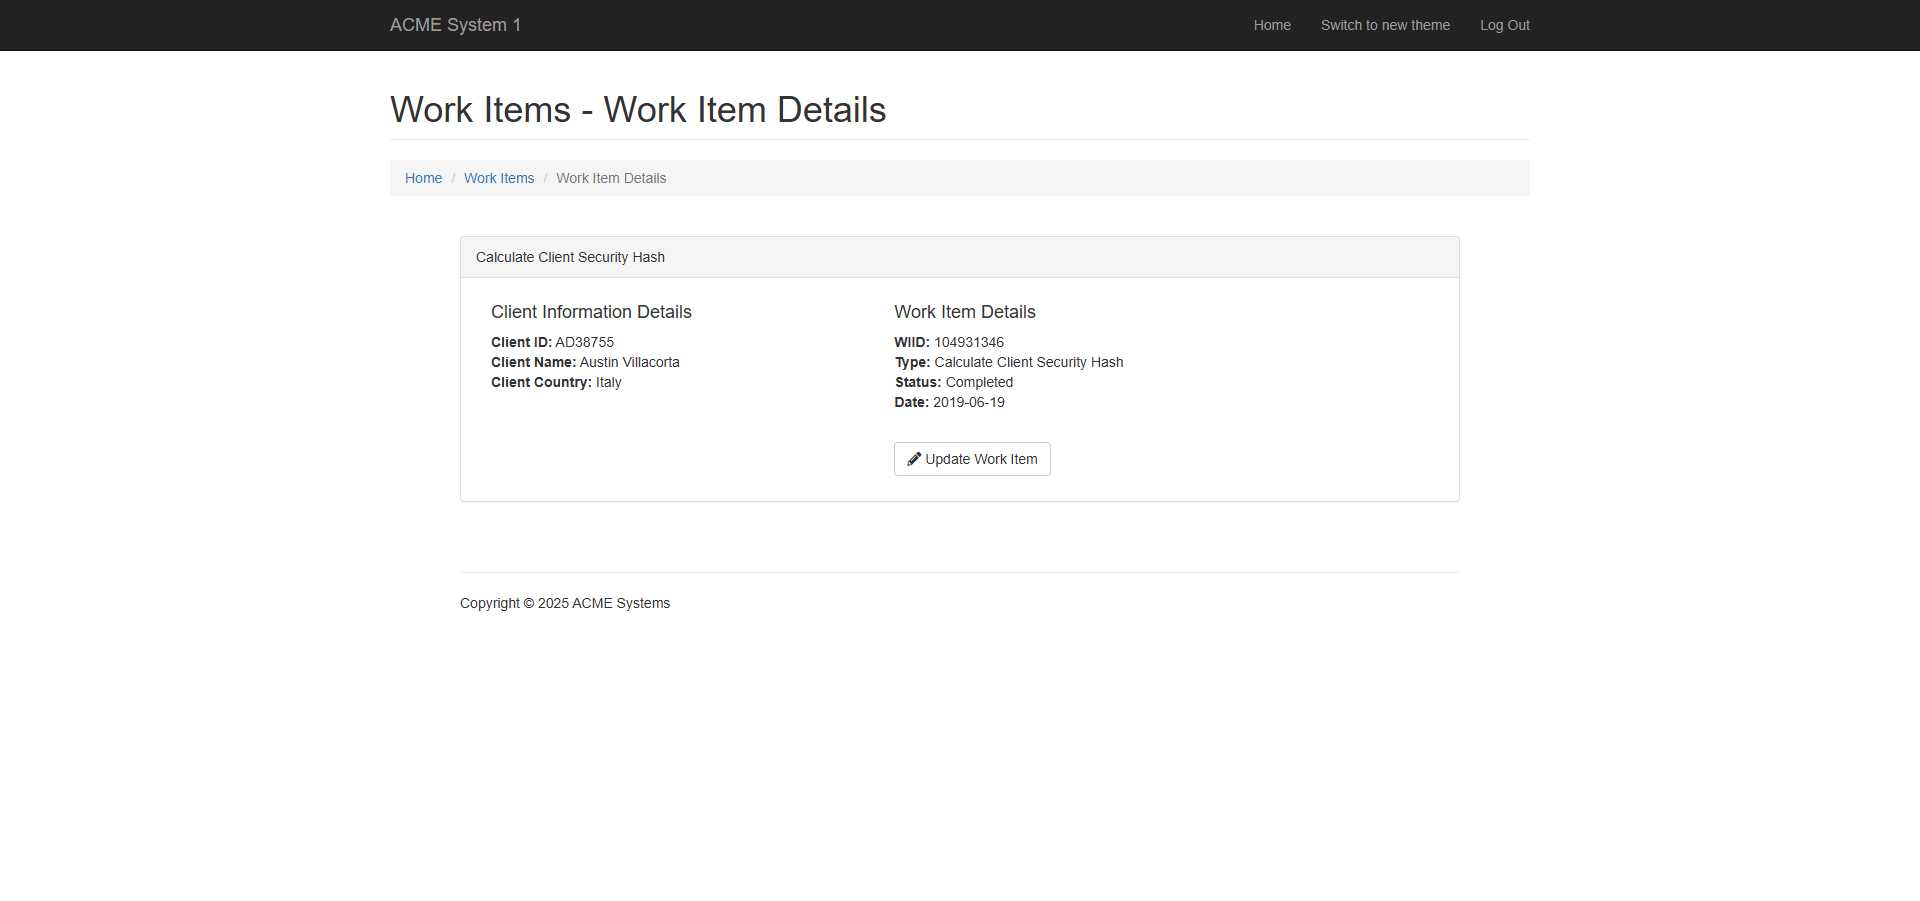 ACME System 1
Home
Switch to new theme
Log Out
Work Items - Work Item Details
Home / Work Items / Work Item Details
Calculate Client Security Hash
Client Information Details
Client ID: AD38755
Client Name: Austin Villacorta
Client Country: Italy
Work Item Details
WIID: 104931346
Type: Calculate Client Security Hash
Status: Completed
Date: 2019-06-19
Update Work Item
Copyright © 2025 ACME Systems